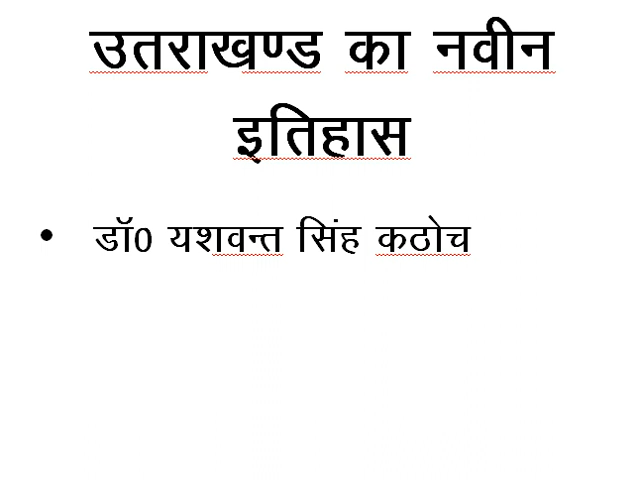 उतराखण्ड का नवीन
इतिहास
• डॉ0 यशवन्त सिंह कठोच